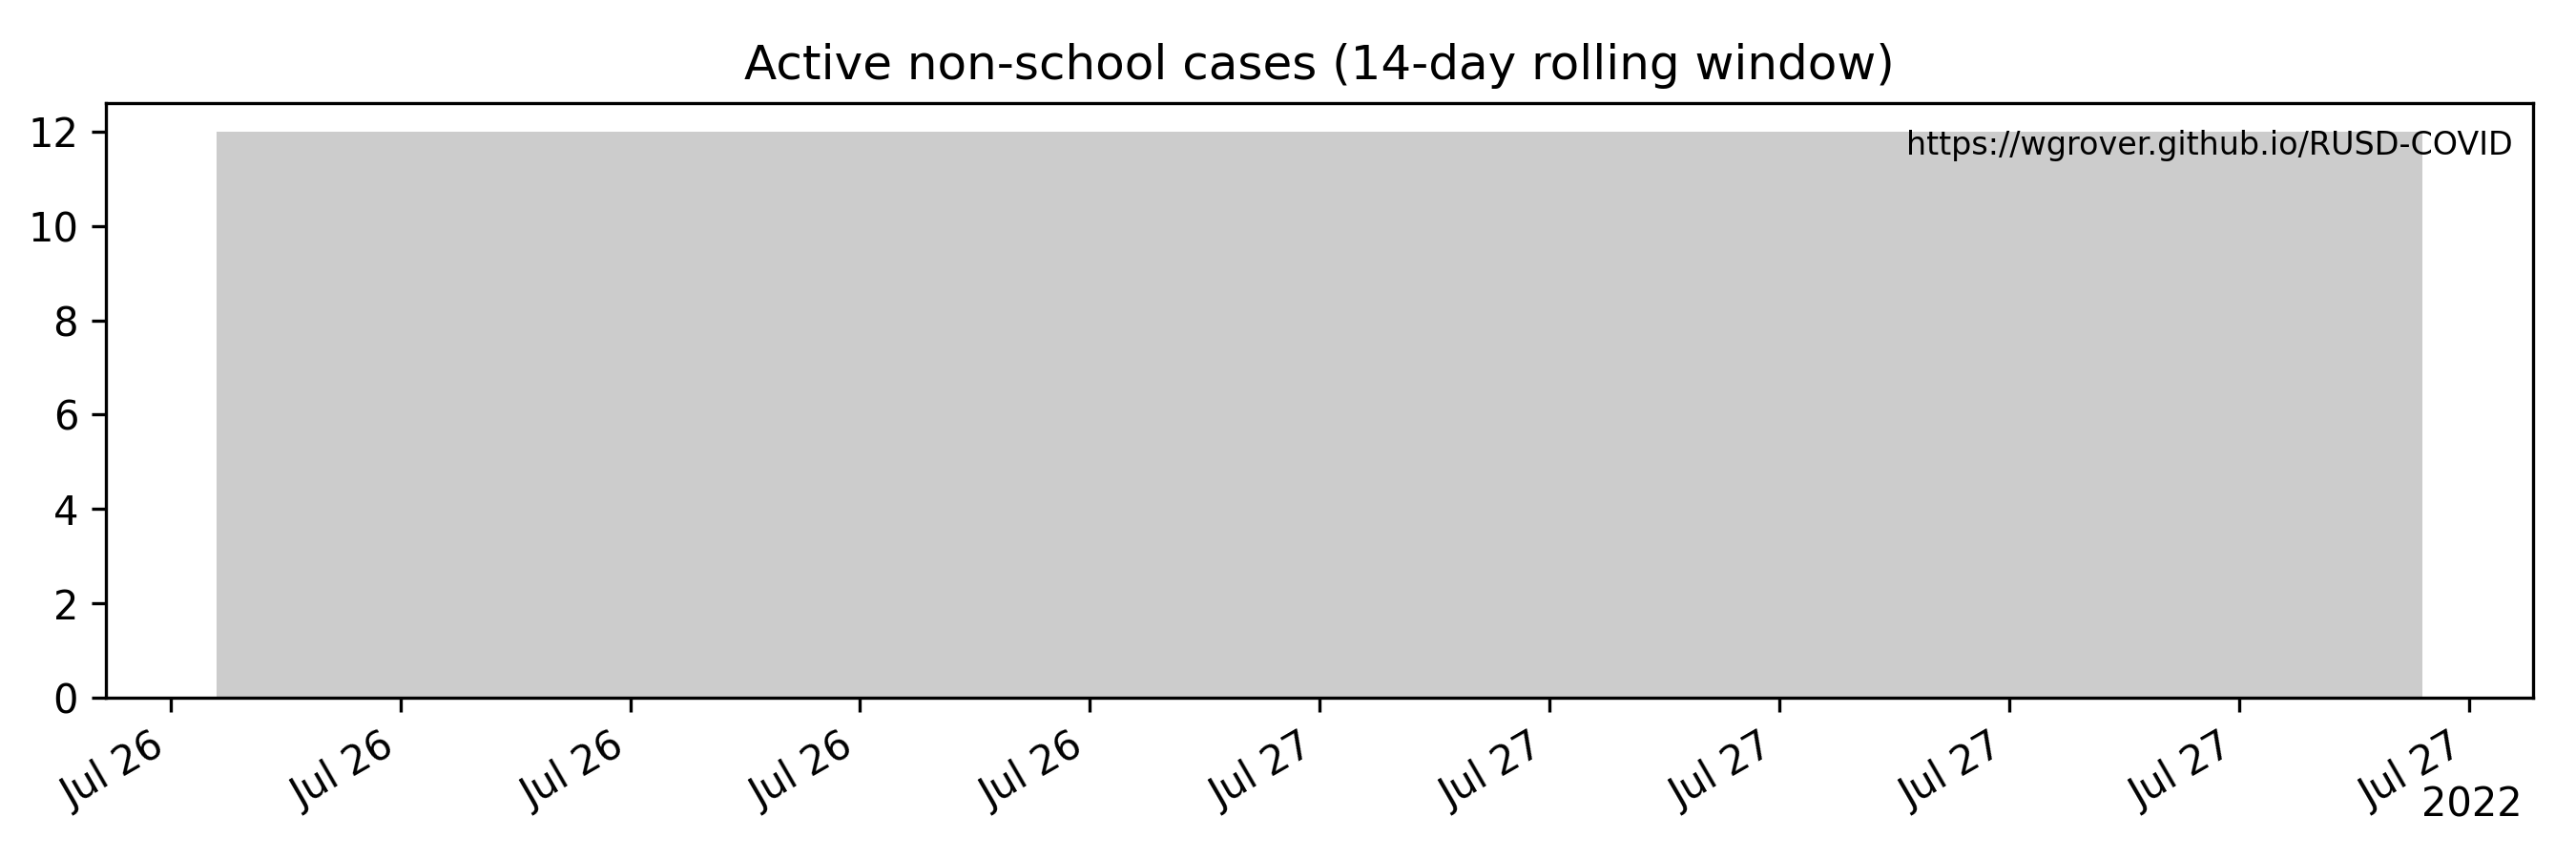 Active non-school cases (14-day rolling window)
https://wgrover.github.io/RUSD-COVID
12
10
8
6
4
2
0
Jul 26
Jul 26
Jul 26
Jul 26
Jul 26
Jul 27
Jul 27
Jul 27
Jul 27
Jul 27
Jul 27
2022